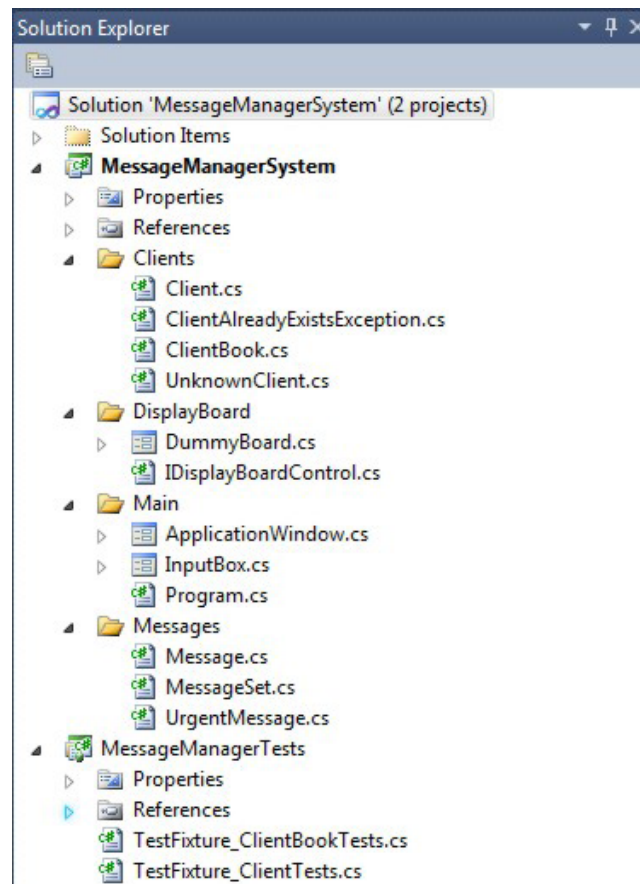 Solution Explorer
Solution 'MessageManagerSystem' (2 projects)
Solution Items
MessageManagerSystem
Properties
References
Clients
Client.cs
ClientAlreadyExistsException.cs
ClientBook.cs
UnknownClient.cs
DisplayBoard
DummyBoard.cs
IDisplayBoardControl.cs
Main
ApplicationWindow.cs
InputBox.cs
Program.cs
Messages
Message.cs
MessageSet.cs
UrgentMessage.cs
MessageManagerTests
Properties
References
TestFixture_ClientBookTests.cs
TestFixture_ClientTests.cs